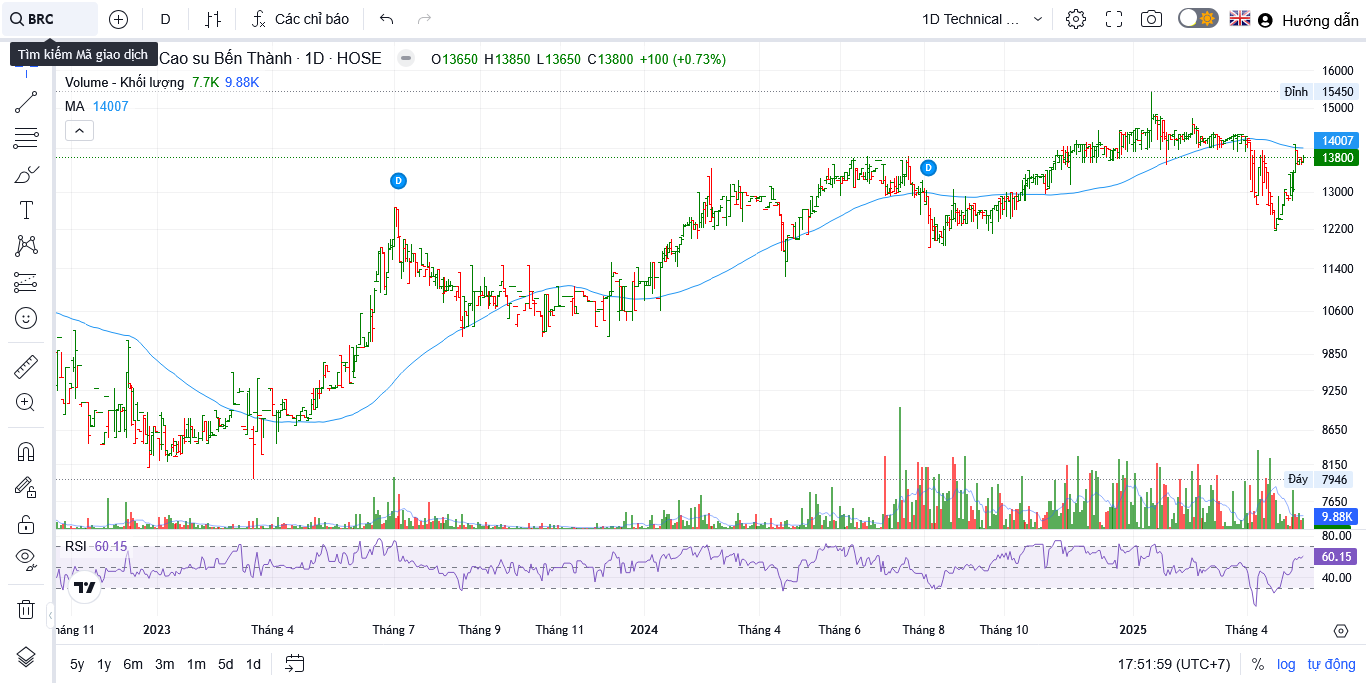 BRC D Các chỉ báo 1D Technical ... Hướng dẫn
Tìm kiếm Mã giao dịch
Cao su Bến Thành · 1D · HOSE O13650 H13850 L13650 C13800 +100 (+0.73%)
Volume - Khối lượng 7.7K 9.88K
MA 14007
16000
Đỉnh 15450
15000
14007
13800
D D
13000
12200
11400
10600
9850
9250
8650
8150
Đáy 7946
7650
9.88K
80.00
RSI 60.15
60.15
40.00
háng 11 2023 Tháng 4 Tháng 7 Tháng 9 Tháng 11 2024 Tháng 4 Tháng 6 Tháng 8 Tháng 10 2025 Tháng 4
5y 1y 6m 3m 1m 5d 1d 17:51:59 (UTC+7) % log tự động